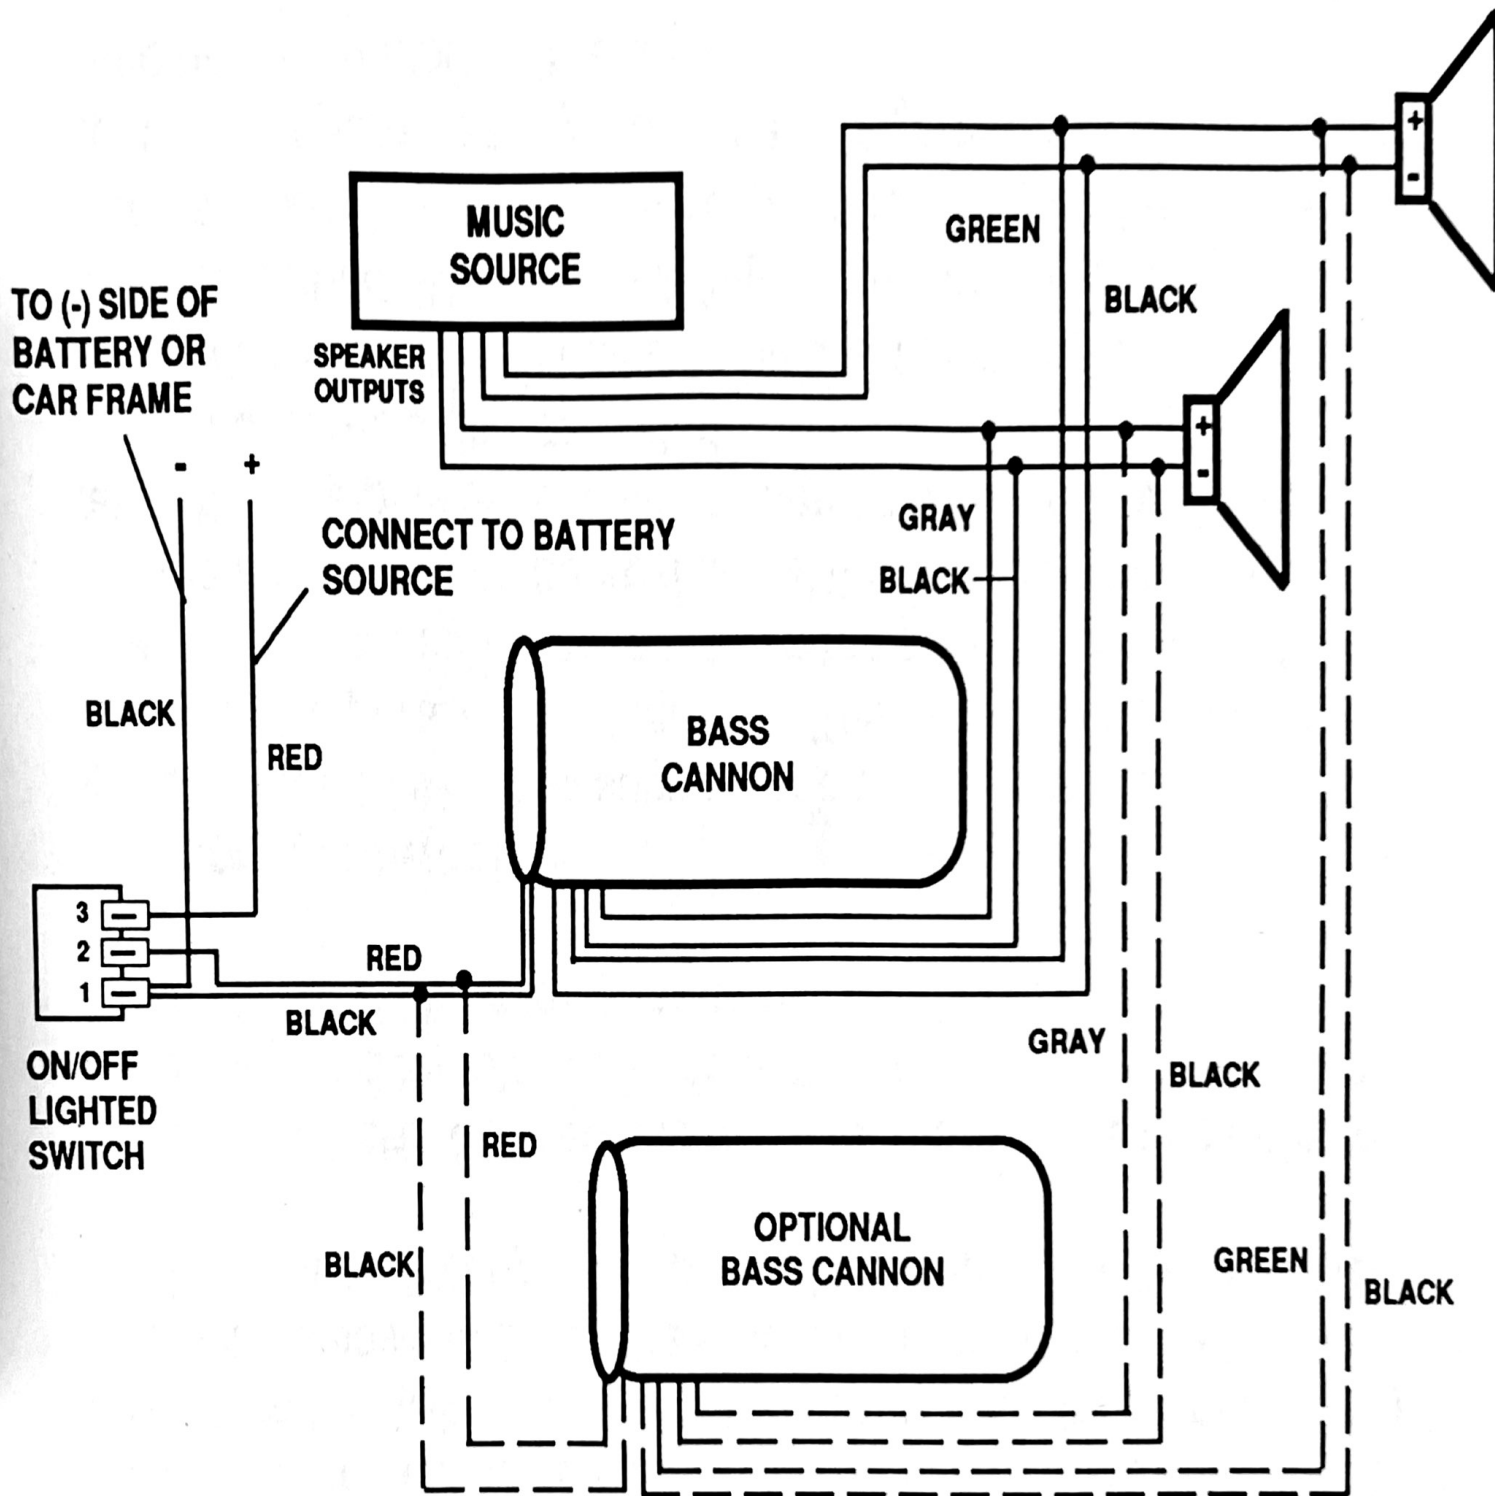 MUSIC
SOURCE
SPEAKER
OUTPUTS
TO (-) SIDE OF
BATTERY OR
CAR FRAME
-
+
CONNECT TO BATTERY
SOURCE
BLACK
RED
3
2
1
ON/OFF
LIGHTED
SWITCH
RED
BLACK
BASS
CANNON
GREEN
BLACK
+
-
GRAY
BLACK
+
-
RED
BLACK
OPTIONAL
BASS CANNON
GRAY
BLACK
GREEN
BLACK